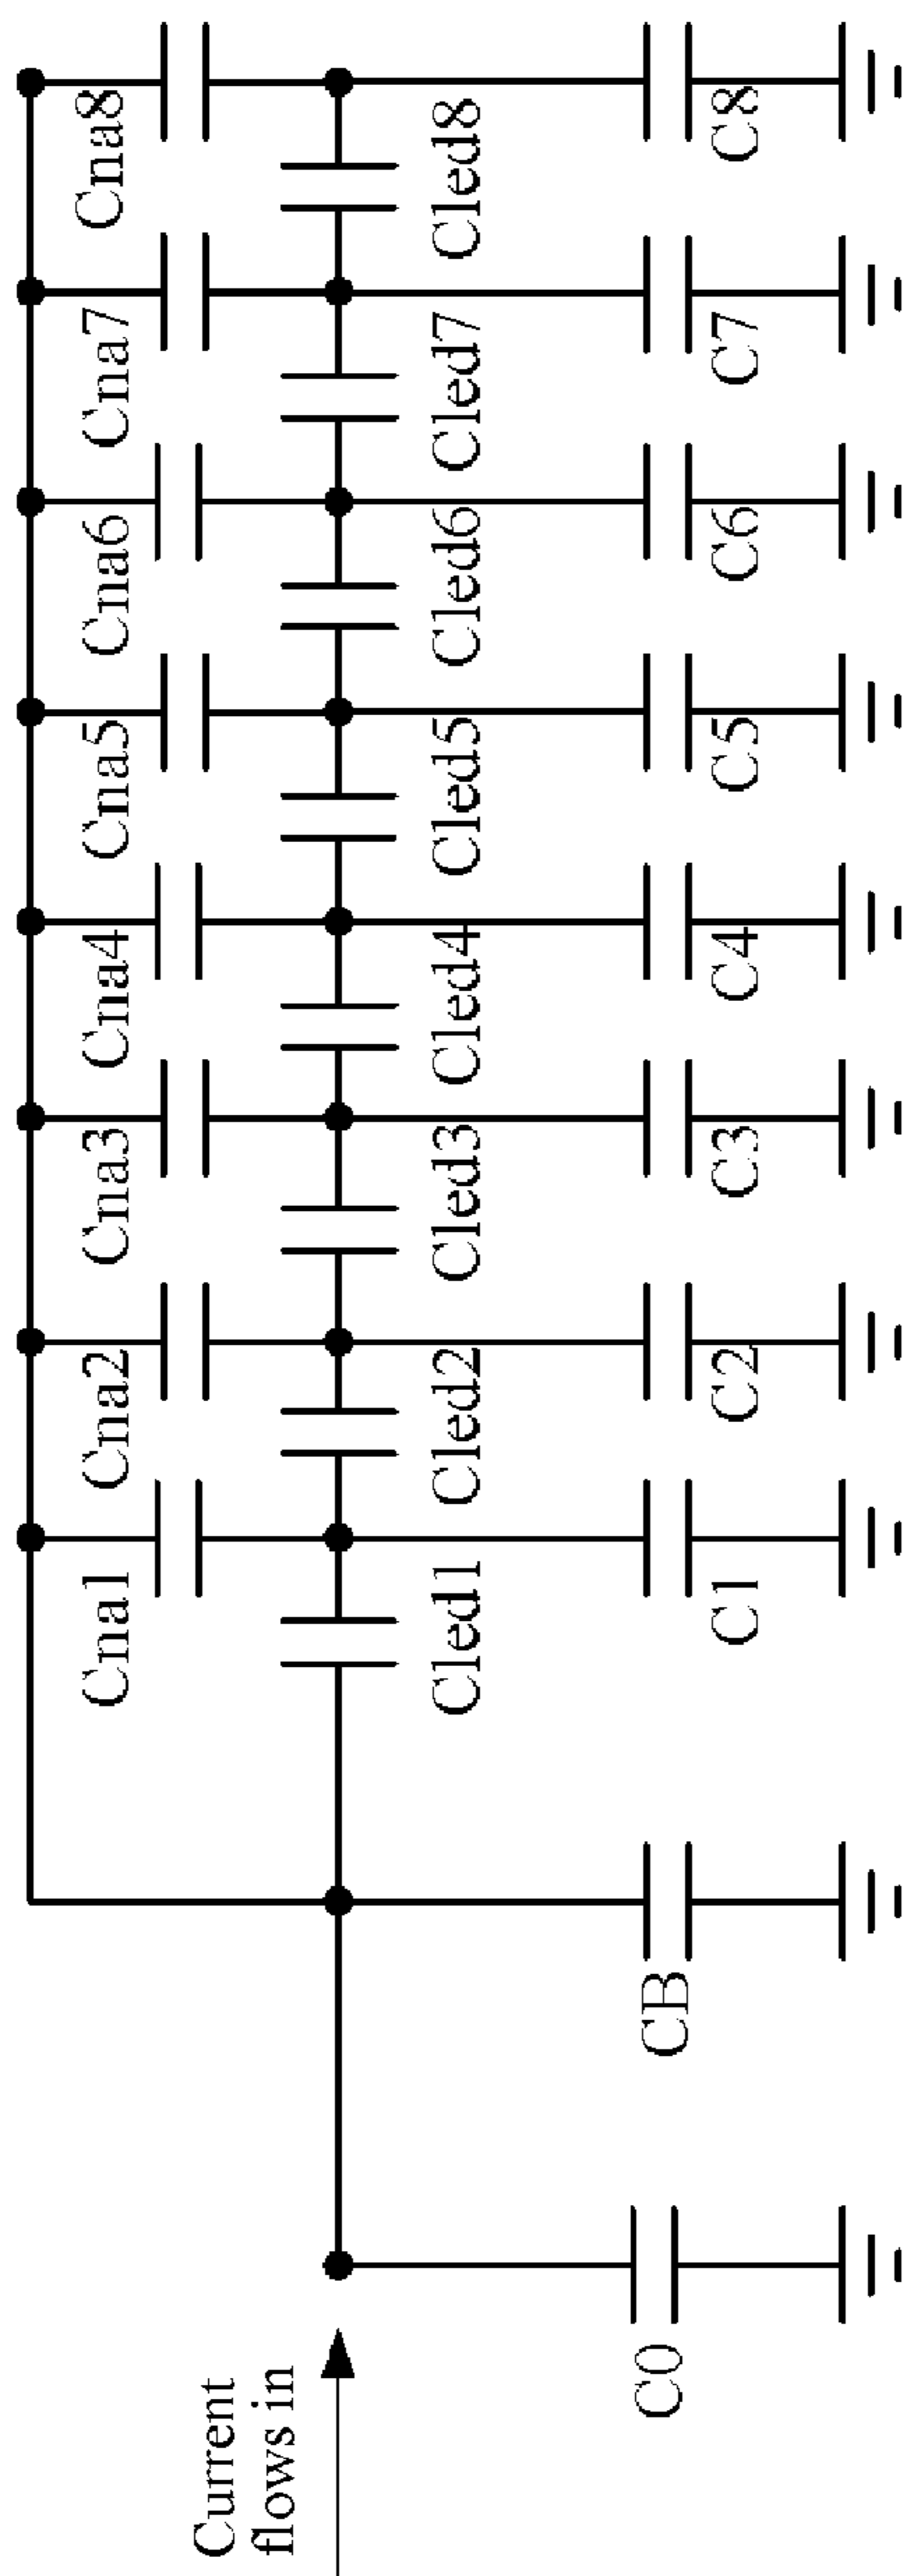 Current
flows in
C0
CB
Cna1
Cna2
Cna3
Cna4
Cna5
Cna6
Cna7
Cna8
Cled1
Cled2
Cled3
Cled4
Cled5
Cled6
Cled7
Cled8
C1
C2
C3
C4
C5
C6
C7
C8